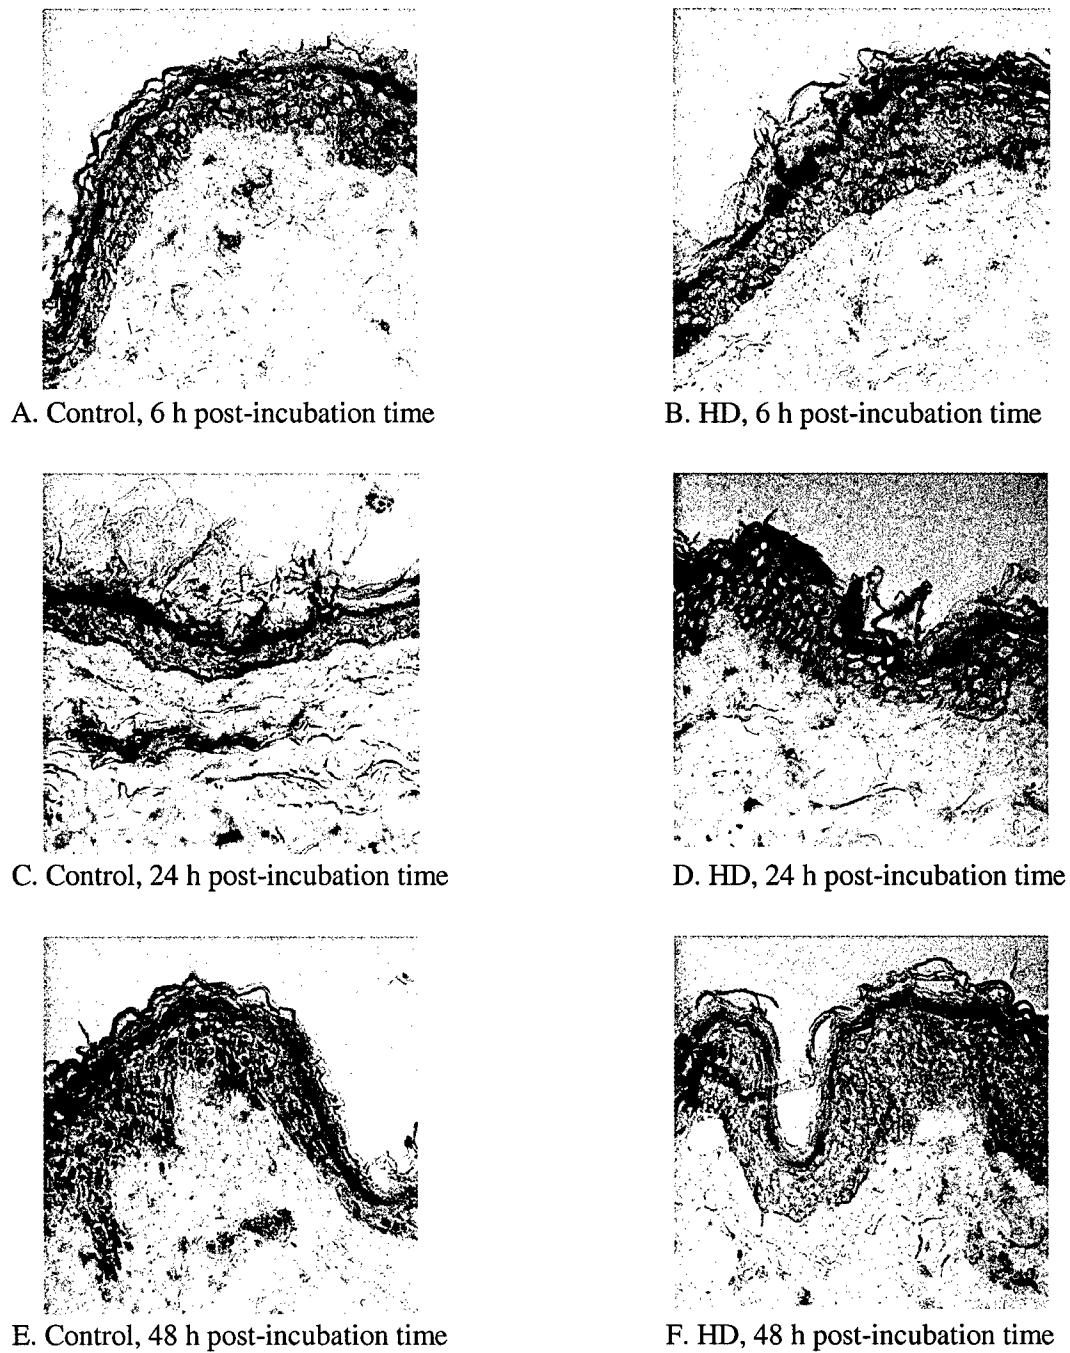 A. Control, 6 h post-incubation time
B. HD, 6 h post-incubation time
C. Control, 24 h post-incubation time
D. HD, 24 h post-incubation time
E. Control, 48 h post-incubation time
F. HD, 48 h post-incubation time